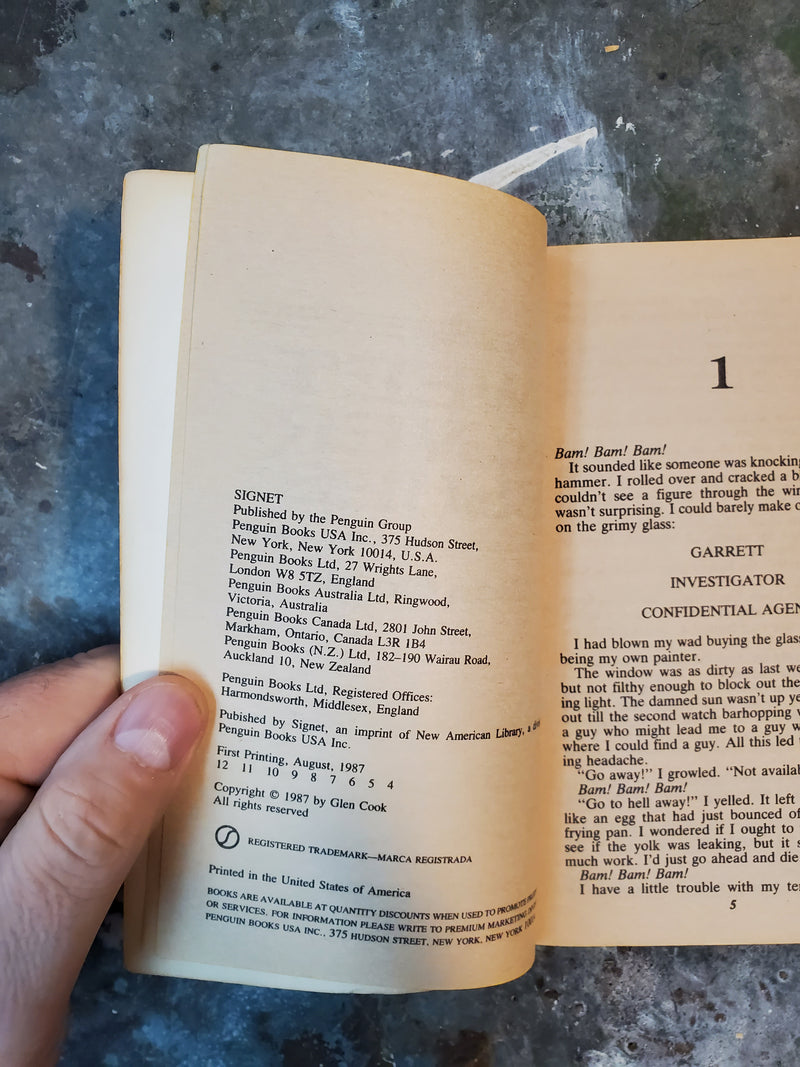 SIGNET
Published by the Penguin Group
Penguin Books USA Inc., 375 Hudson Street,
New York, New York 10014, U.S.A.
Penguin Books Ltd, 27 Wrights Lane,
London W8 5TZ, England
Penguin Books Australia Ltd, Ringwood,
Victoria, Australia
Penguin Books Canada Ltd, 2801 John Street,
Markham, Ontario, Canada L3R 1B4
Penguin Books (N.Z.) Ltd, 182–190 Wairau Road,
Auckland 10, New Zealand
Penguin Books Ltd, Registered Offices:
Harmondsworth, Middlesex, England
Pubished by Signet, an imprint of New American Library, a
Penguin Books USA Inc.
First Printing, August, 1987
12 11 10 9 8 7 6 5 4
Copyright © 1987 by Glen Cook
All rights reserved
REGISTERED TRADEMARK—MARCA REGISTRADA
Printed in the United States of America
BOOKS ARE AVAILABLE AT QUANTITY DISCOUNTS WHEN USED TO PROMOTE
OR SERVICES. FOR INFORMATION PLEASE WRITE TO PREMIUM MARKETING
PENGUIN BOOKS USA INC., 375 HUDSON STREET, NEW YORK, NEW YORK
1
Bam! Bam! Bam!
It sounded like someone was knocking
hammer. I rolled over and cracked a
couldn't see a figure through the
wasn't surprising. I could barely make
on the grimy glass:
GARRETT
INVESTIGATOR
CONFIDENTIAL
I had blown my wad buying the glass
being my own painter.
The window was as dirty as last
but not filthy enough to block out the
ing light. The damned sun wasn't up
out till the second watch barhopping
a guy who might lead me to a guy
where I could find a guy. All this led
ing headache.
"Go away!" I growled. "Not
Bam! Bam! Bam!
"Go to hell away!" I yelled. It left
like an egg that had just bounced
frying pan. I wondered if I ought to
see if the yolk was leaking, but it
much work. I'd just go ahead and die
Bam! Bam! Bam!
I have a little trouble with my
5